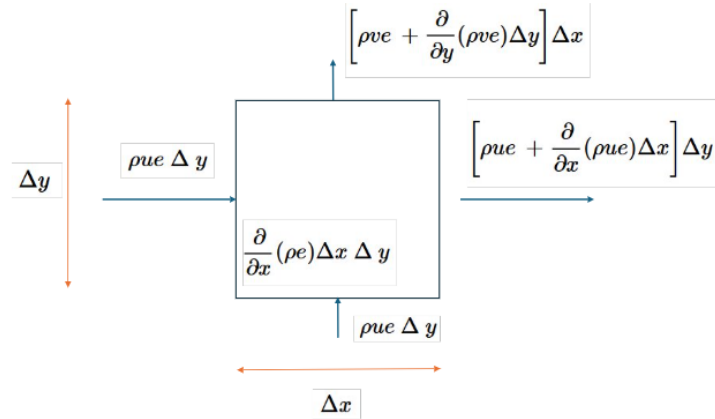 [ρve + ∂/∂y (ρve)Δy] Δx
ρue Δ y
[ρue + ∂/∂x (ρue)Δx] Δy
Δy
∂/∂x (ρe)Δx Δ y
ρue Δ y
Δx